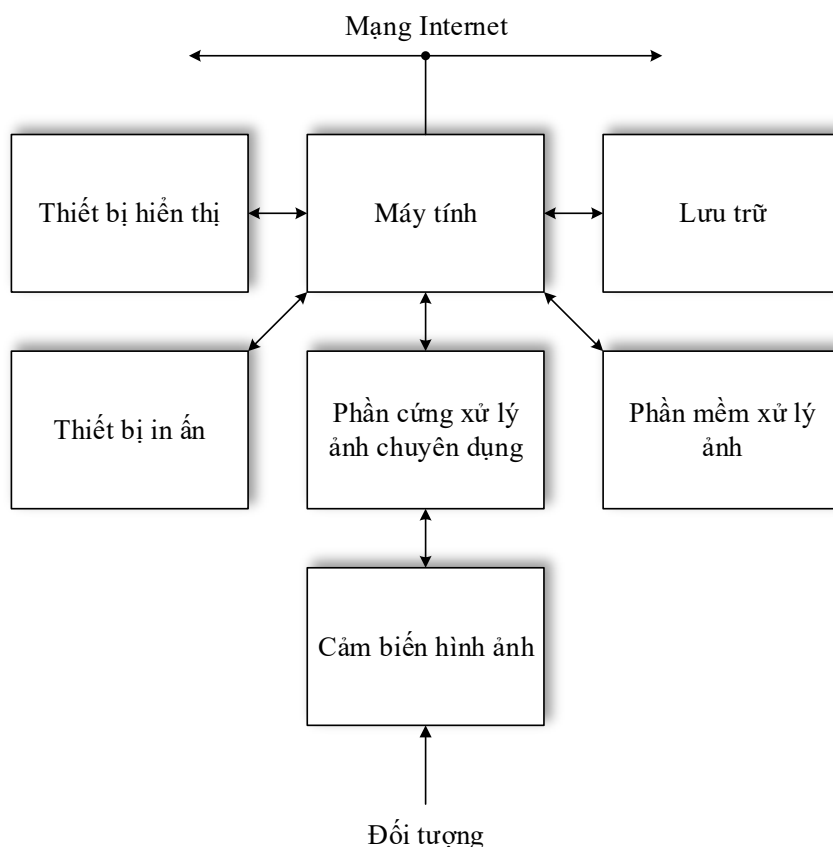 Mạng Internet
Thiết bị hiển thị
Máy tính
Lưu trữ
Thiết bị in ấn
Phần cứng xử lý
ảnh chuyên dụng
Phần mềm xử lý
ảnh
Cảm biến hình ảnh
Đối tượng